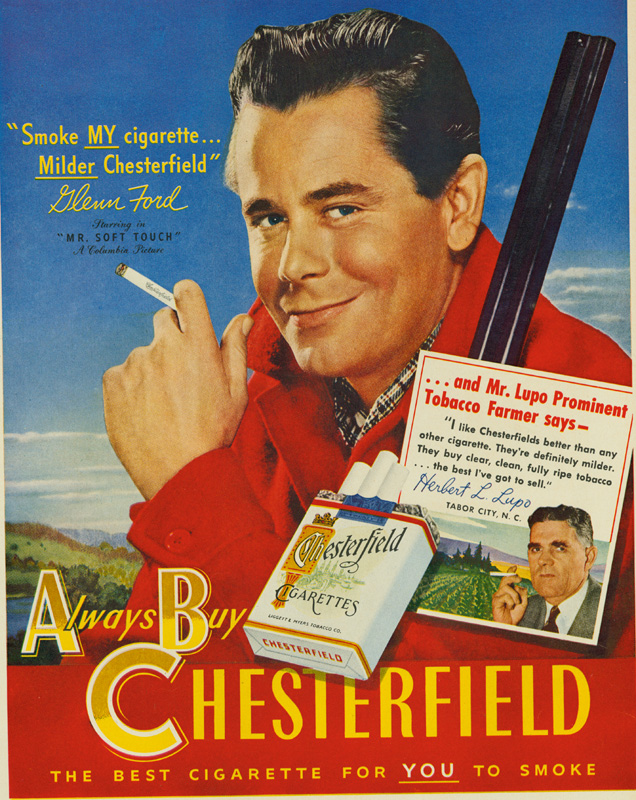 "Smoke MY cigarette...
Milder Chesterfield"
Glenn Ford
Starring in
"MR. SOFT TOUCH"
A Columbia Picture
Chesterfield
...and Mr. Lupo Prominent
Tobacco Farmer says—
"I like Chesterfields better than any
other cigarette. They're definitely milder.
They buy clear, clean, fully ripe tobacco
...the best I've got to sell."
Herbert L. Lupo
TABOR CITY, N. C.
Chesterfield
CIGARETTES
LIGGETT & MYERS TOBACCO CO.
CHESTERFIELD
Always Buy
CHESTERFIELD
THE BEST CIGARETTE FOR YOU TO SMOKE